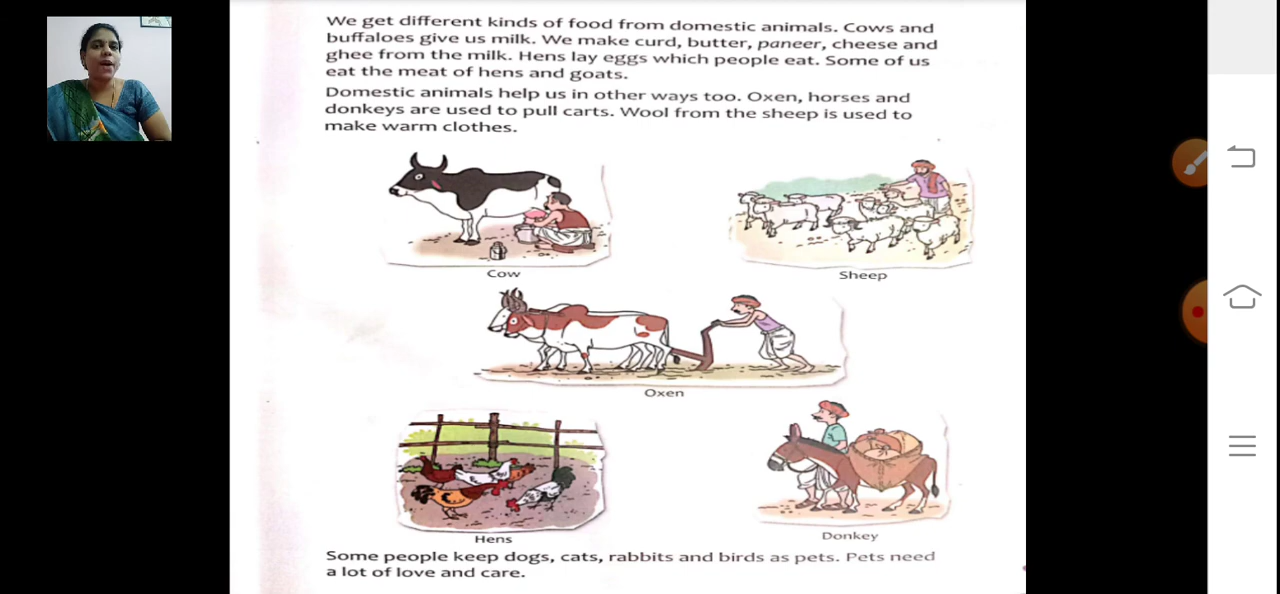 We get different kinds of food from domestic animals. Cows and
buffaloes give us milk. We make curd, butter, paneer, cheese and
ghee from the milk. Hens lay eggs which people eat. Some of us
eat the meat of hens and goats.
Domestic animals help us in other ways too. Oxen, horses and
donkeys are used to pull carts. Wool from the sheep is used to
make warm clothes.
Cow
Sheep
Oxen
Hens
Donkey
Some people keep dogs, cats, rabbits and birds as pets. Pets need
a lot of love and care.